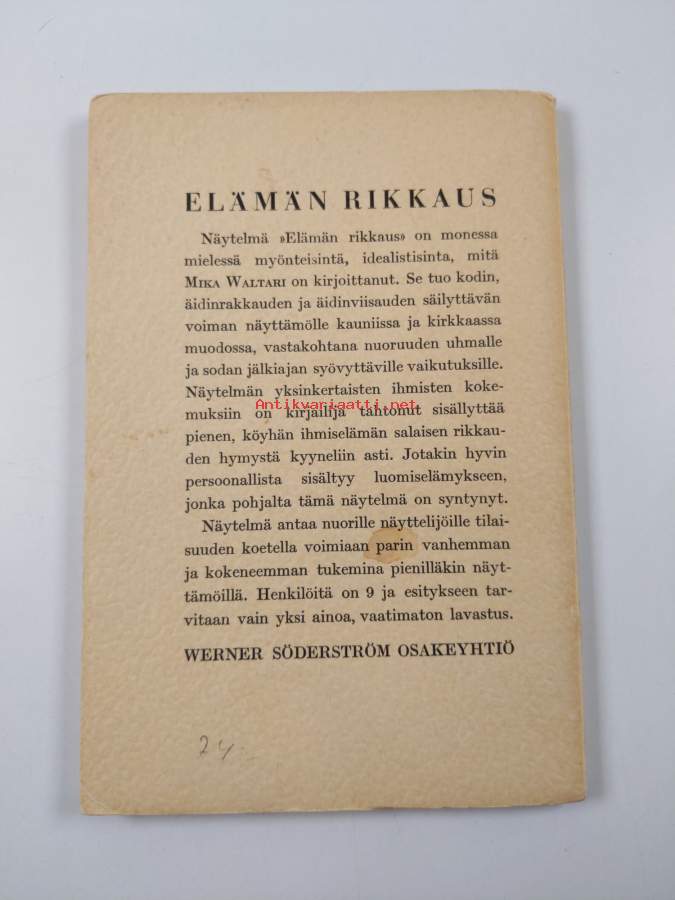 ELÄMÄN RIKKAUS
Näytelmä »Elämän rikkaus» on monessa
mielessä myönteisintä, idealistisinta, mitä
MIKA WALTARI on kirjoittanut. Se tuo kodin,
äidinrakkauden ja äidinviisauden säilyttävän
voiman näyttämölle kauniissa ja kirkkaassa
muodossa, vastakohtana nuoruuden uhmalle
ja sodan jälkiajan syövyttäville vaikutuksille.
Näytelmän yksinkertaisten ihmisten koke-
Antikvariaatti.net
muksiin on kirjailija tahtonut sisällyttää
pienen, köyhän ihmiselämän salaisen rikkau-
den hymystä kyyneliin asti. Jotakin hyvin
persoonallista sisältyy luomiselämykseen,
jonka pohjalta tämä näytelmä on syntynyt.
Näytelmä antaa nuorille näyttelijöille tilai-
suuden koetella voimiaan parin vanhemman
ja kokeneemman tukemina pienilläkin näyt-
tämöillä. Henkilöitä on 9 ja esitykseen tar-
vitaan vain yksi ainoa, vaatimaton lavastus.
WERNER SÖDERSTRÖM OSAKEYHTIÖ